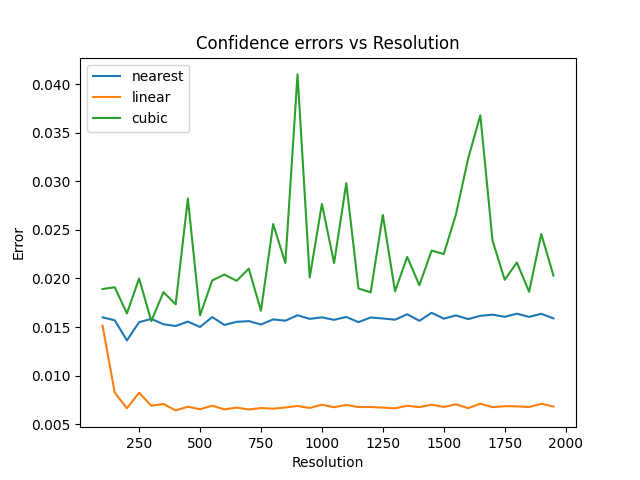 Confidence errors vs Resolution
nearest
linear
cubic
0.040
0.035
0.030
0.025
0.020
0.015
0.010
0.005
Error
250 500 750 1000 1250 1500 1750 2000
Resolution